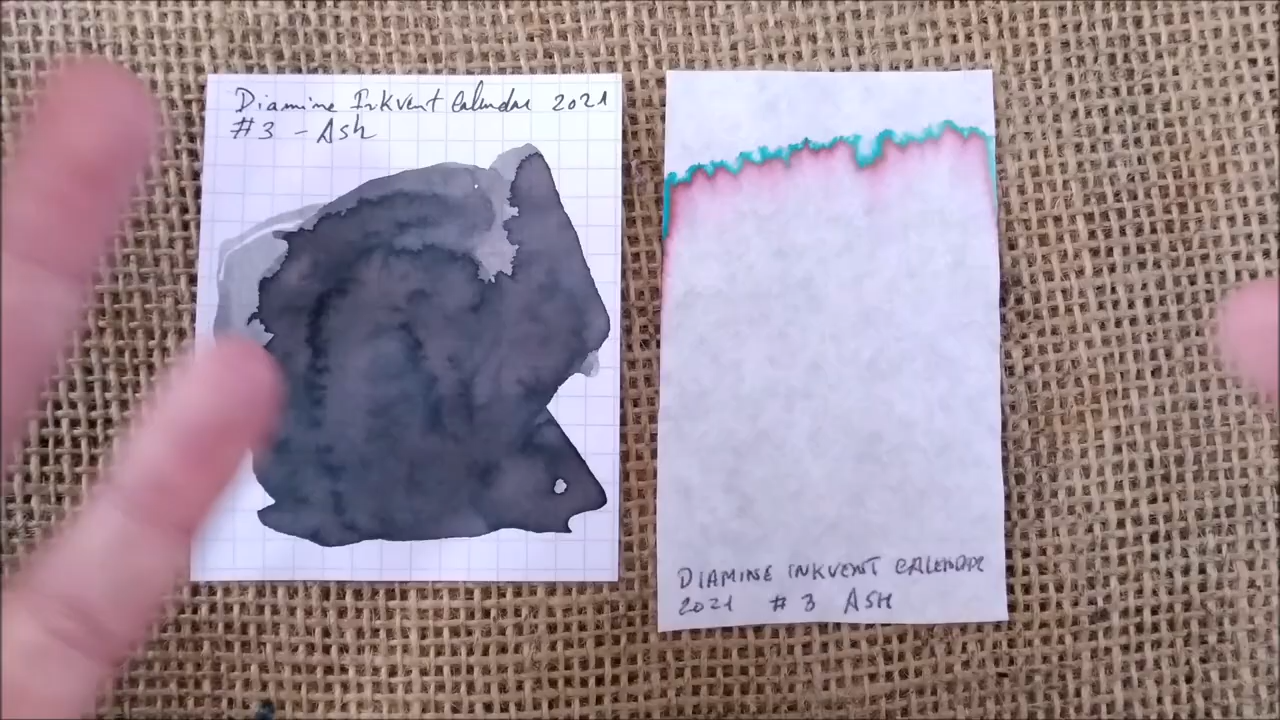 Diamine Inkvent Calendar 2021
#3 - Ash
DIAMINE INKVENT CALENDAR
2021 # 3 ASH